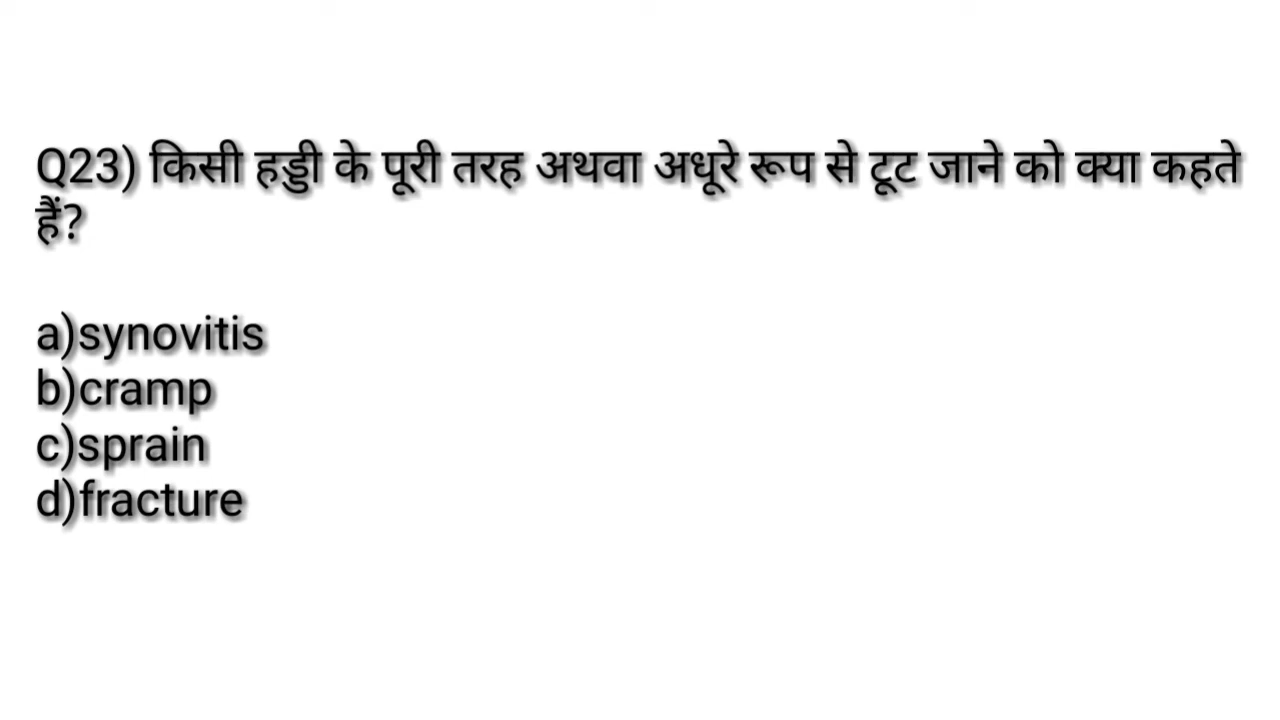 Q23) किसी हड्डी के पूरी तरह अथवा अधूरे रूप से टूट जाने को क्या कहते
हैं?
a)synovitis
b)cramp
c)sprain
d)fracture